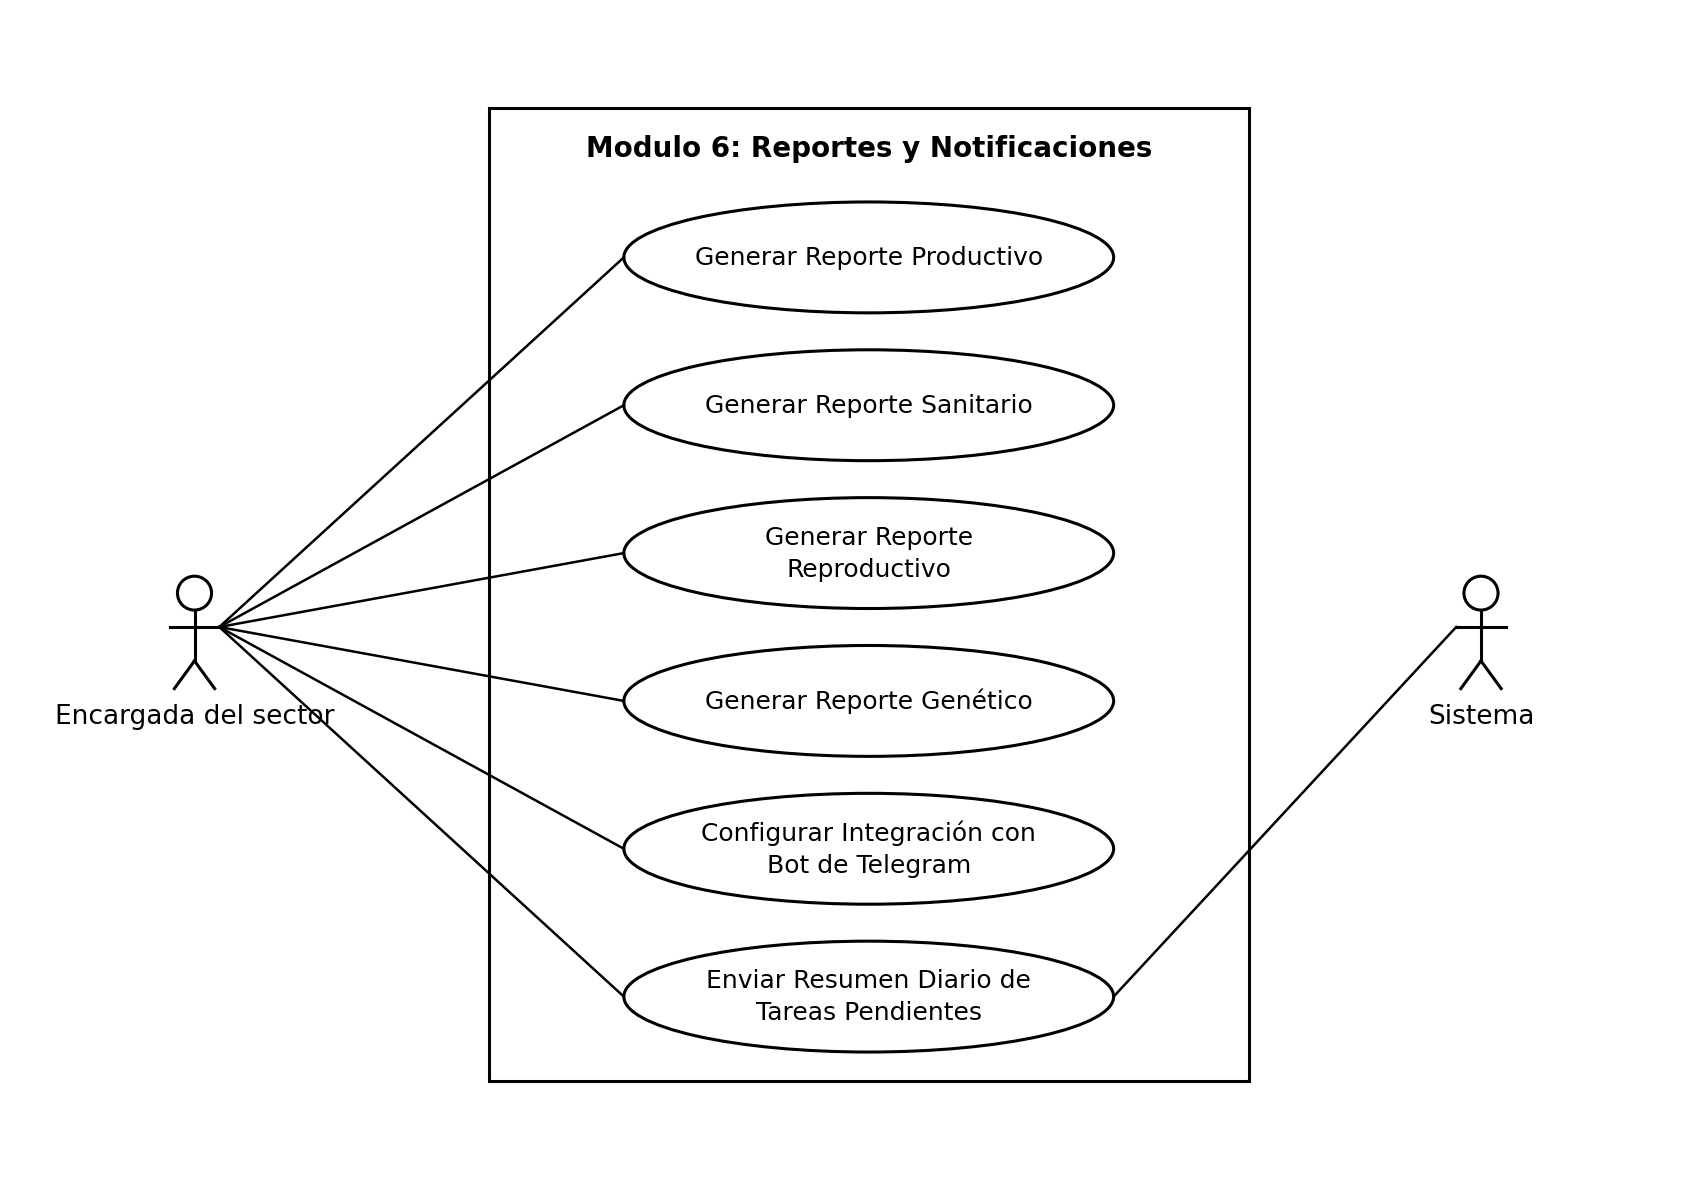 Modulo 6: Reportes y Notificaciones
Generar Reporte Productivo
Generar Reporte Sanitario
Generar Reporte
Reproductivo
Generar Reporte Genético
Encargada del sector
Sistema
Configurar Integración con
Bot de Telegram
Enviar Resumen Diario de
Tareas Pendientes